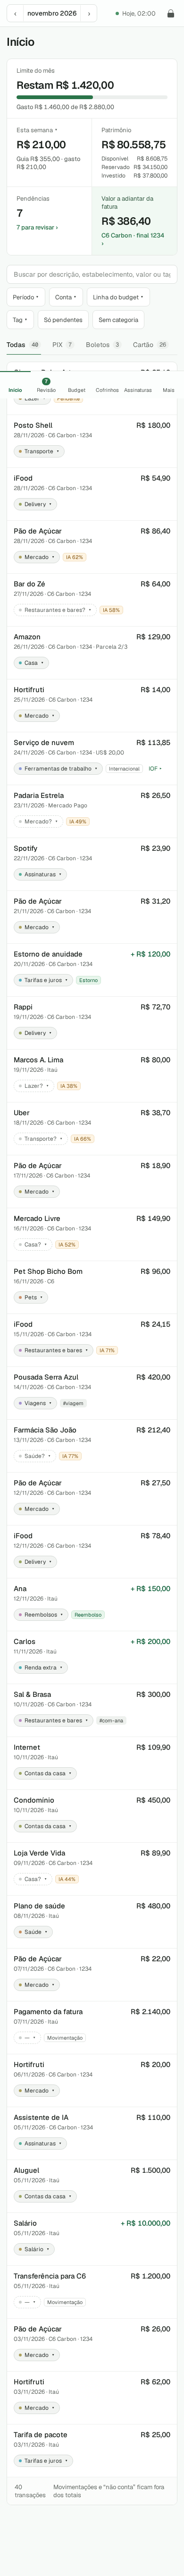 ‹ novembro 2026 ›
Hoje, 02:00
Início
Limite do mês
Restam R$ 1.420,00
Gasto R$ 1.460,00 de R$ 2.880,00
Esta semana
R$ 210,00
Guia R$ 355,00 · gasto
R$ 210,00
Patrimônio
R$ 80.558,75
Disponível R$ 8.608,75
Reservado R$ 34.150,00
Investido R$ 37.800,00
Pendências
7
7 para revisar ›
Valor a adiantar da
fatura
R$ 386,40
C6 Carbon · final 1234
›
Buscar por descrição, estabelecimento, valor ou tag
Período
Conta
Linha do budget
Tag
Só pendentes
Sem categoria
Todas 40
PIX 7
Boletos 3
Cartão 26
Início
7
Revisão
Budget
Cofrinhos
Assinaturas
Mais
Posto Shell R$ 180,00
28/11/2026 · C6 Carbon · 1234
Transporte
iFood R$ 54,90
28/11/2026 · C6 Carbon · 1234
Delivery
Pão de Açúcar R$ 86,40
28/11/2026 · C6 Carbon · 1234
Mercado IA 62%
Bar do Zé R$ 64,00
27/11/2026 · C6 Carbon · 1234
Restaurantes e bares? IA 58%
Amazon R$ 129,00
26/11/2026 · C6 Carbon · 1234 · Parcela 2/3
Casa
Hortifruti R$ 14,00
25/11/2026 · C6 Carbon · 1234
Mercado
Serviço de nuvem R$ 113,85
24/11/2026 · C6 Carbon · 1234 · US$ 20,00
Ferramentas de trabalho Internacional IOF
Padaria Estrela R$ 26,50
23/11/2026 · Mercado Pago
Mercado? IA 49%
Spotify R$ 23,90
22/11/2026 · C6 Carbon · 1234
Assinaturas
Pão de Açúcar R$ 31,20
21/11/2026 · C6 Carbon · 1234
Mercado
Estorno de anuidade + R$ 120,00
20/11/2026 · C6 Carbon · 1234
Tarifas e juros Estorno
Rappi R$ 72,70
19/11/2026 · C6 Carbon · 1234
Delivery
Marcos A. Lima R$ 80,00
19/11/2026 · Itaú
Lazer? IA 38%
Uber R$ 38,70
18/11/2026 · C6 Carbon · 1234
Transporte? IA 66%
Pão de Açúcar R$ 18,90
17/11/2026 · C6 Carbon · 1234
Mercado
Mercado Livre R$ 149,90
16/11/2026 · C6 Carbon · 1234
Casa? IA 52%
Pet Shop Bicho Bom R$ 96,00
16/11/2026 · C6
Pets
iFood R$ 24,15
15/11/2026 · C6 Carbon · 1234
Restaurantes e bares IA 71%
Pousada Serra Azul R$ 420,00
14/11/2026 · C6 Carbon · 1234
Viagens #viagem
Farmácia São João R$ 212,40
13/11/2026 · C6 Carbon · 1234
Saúde? IA 77%
Pão de Açúcar R$ 27,50
12/11/2026 · C6 Carbon · 1234
Mercado
iFood R$ 78,40
12/11/2026 · C6 Carbon · 1234
Delivery
Ana + R$ 150,00
12/11/2026 · Itaú
Reembolsos Reembolso
Carlos + R$ 200,00
11/11/2026 · Itaú
Renda extra
Sal & Brasa R$ 300,00
10/11/2026 · C6 Carbon · 1234
Restaurantes e bares #com-ana
Internet R$ 109,90
10/11/2026 · Itaú
Contas da casa
Condomínio R$ 450,00
10/11/2026 · Itaú
Contas da casa
Loja Verde Vida R$ 89,90
09/11/2026 · C6 Carbon · 1234
Casa? IA 44%
Plano de saúde R$ 480,00
08/11/2026 · Itaú
Saúde
Pão de Açúcar R$ 22,00
07/11/2026 · C6 Carbon · 1234
Mercado
Pagamento da fatura R$ 2.140,00
07/11/2026 · Itaú
— Movimentação
Hortifruti R$ 20,00
06/11/2026 · C6 Carbon · 1234
Mercado
Assistente de IA R$ 110,00
05/11/2026 · C6 Carbon · 1234
Assinaturas
Aluguel R$ 1.500,00
05/11/2026 · Itaú
Contas da casa
Salário + R$ 10.000,00
05/11/2026 · Itaú
Salário
Transferência para C6 R$ 1.200,00
05/11/2026 · Itaú
— Movimentação
Pão de Açúcar R$ 26,00
03/11/2026 · C6 Carbon · 1234
Mercado
Hortifruti R$ 62,00
03/11/2026 · Itaú
Mercado
Tarifa de pacote R$ 25,00
03/11/2026 · Itaú
Tarifas e juros
40
transações
Movimentações e “não conta” ficam fora
dos totais